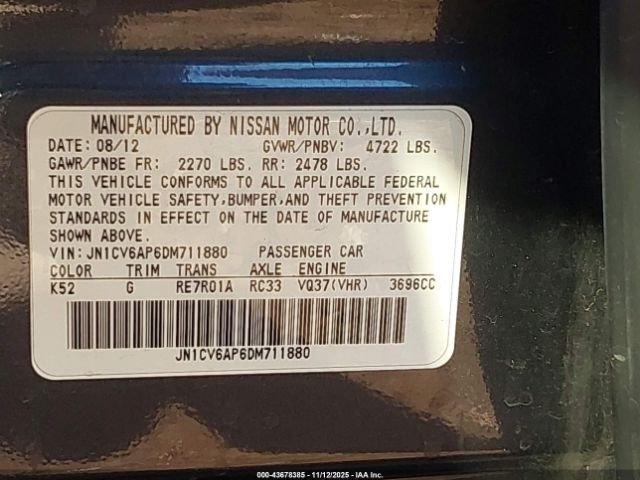 MANUFACTURED BY NISSAN MOTOR CO.,LTD.
DATE: 08/12 GVWR/PNBV: 4722 LBS.
GAWR/PNBE FR: 2270 LBS. RR: 2478 LBS.
THIS VEHICLE CONFORMS TO ALL APPLICABLE FEDERAL
MOTOR VEHICLE SAFETY,BUMPER,AND THEFT PREVENTION
STANDARDS IN EFFECT ON THE DATE OF MANUFACTURE
SHOWN ABOVE.
VIN: JN1CV6AP6DM711880 PASSENGER CAR
COLOR TRIM TRANS AXLE ENGINE
K52 G RE7R01A RC33 VQ37(VHR) 3696CC
JN1CV6AP6DM711880
000-43678385 - 11/12/2025 - IAA Inc.